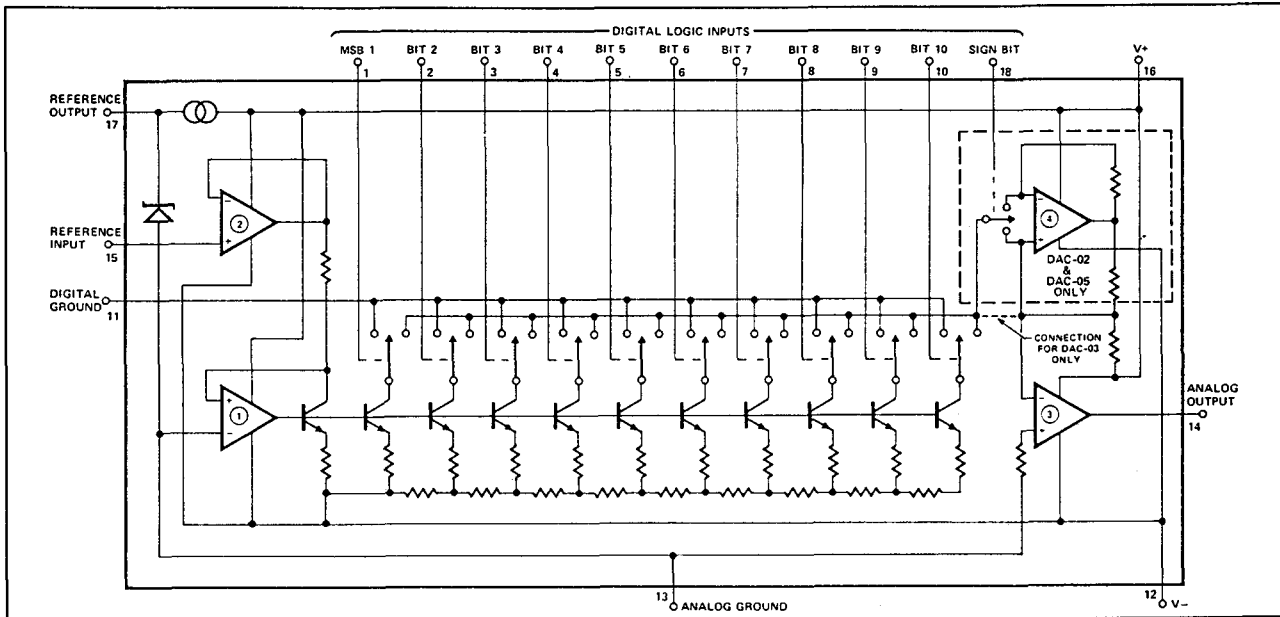 DIGITAL LOGIC INPUTS
MSB 1 BIT 2 BIT 3 BIT 4 BIT 5 BIT 6 BIT 7 BIT 8 BIT 9 BIT 10 SIGN BIT V+
1 2 3 4 5 6 7 8 9 10 18 16
REFERENCE
OUTPUT
17
2
- +
REFERENCE
INPUT
15
4
- +
DAC-02
&
DAC-05
ONLY
DIGITAL
GROUND
11
CONNECTION
FOR DAC-03
ONLY
1
+ -
3
- +
ANALOG
OUTPUT
14
13
ANALOG GROUND
12
V-